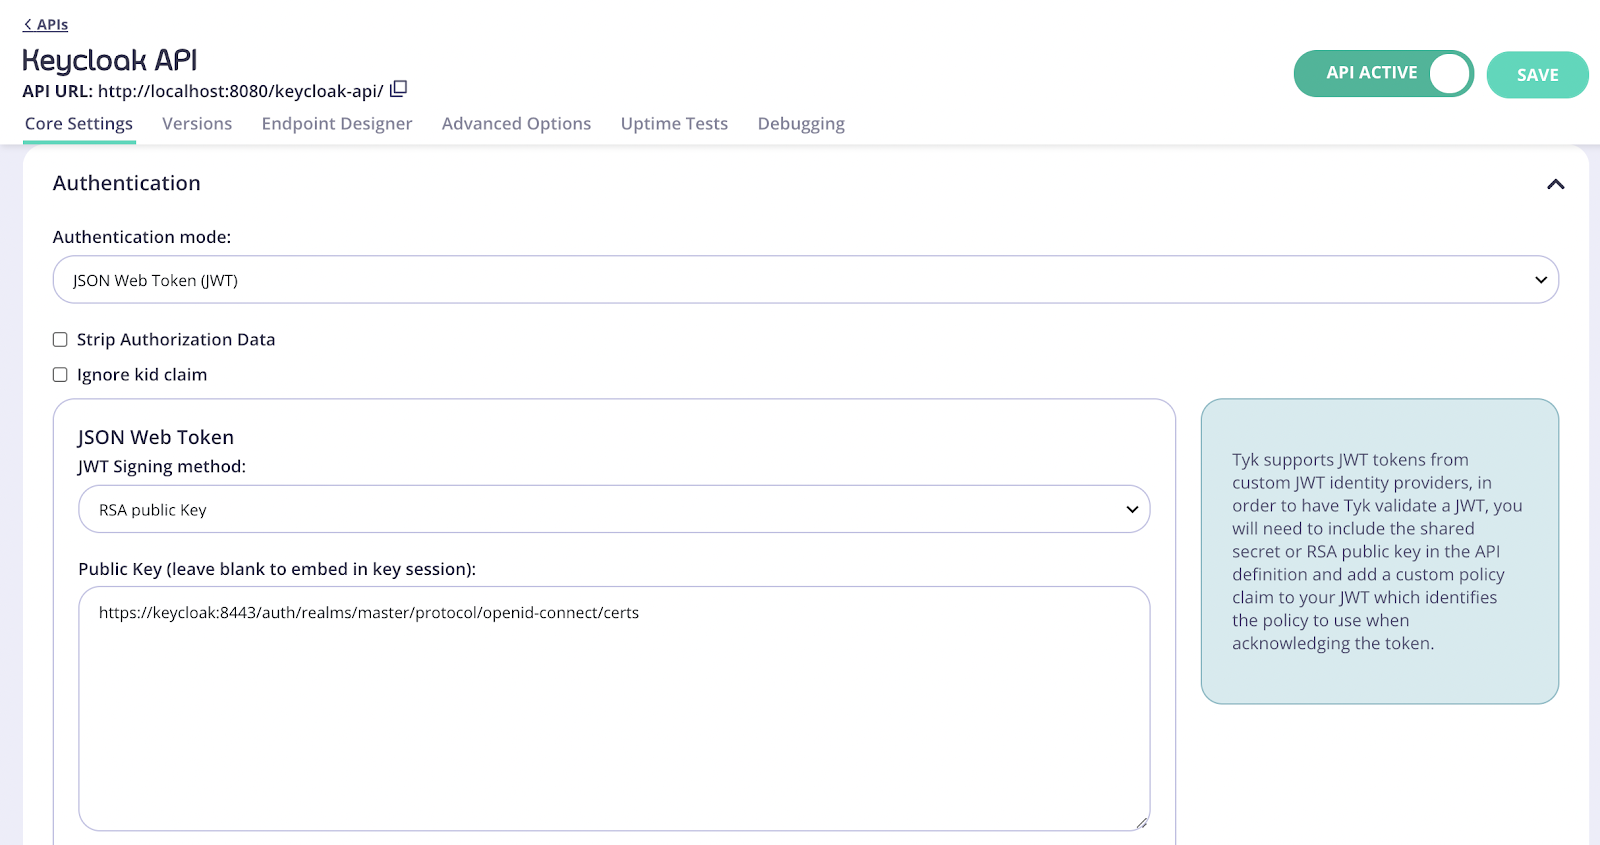 APIs
Keycloak API
API URL: http://localhost:8080/keycloak-api/
API ACTIVE
SAVE
Core Settings Versions Endpoint Designer Advanced Options Uptime Tests Debugging
Authentication
Authentication mode:
JSON Web Token (JWT)
Strip Authorization Data
Ignore kid claim
JSON Web Token
JWT Signing method:
RSA public Key
Public Key (leave blank to embed in key session):
https://keycloak:8443/auth/realms/master/protocol/openid-connect/certs
Tyk supports JWT tokens from
custom JWT identity providers, in
order to have Tyk validate a JWT, you
will need to include the shared
secret or RSA public key in the API
definition and add a custom policy
claim to your JWT which identifies
the policy to use when
acknowledging the token.